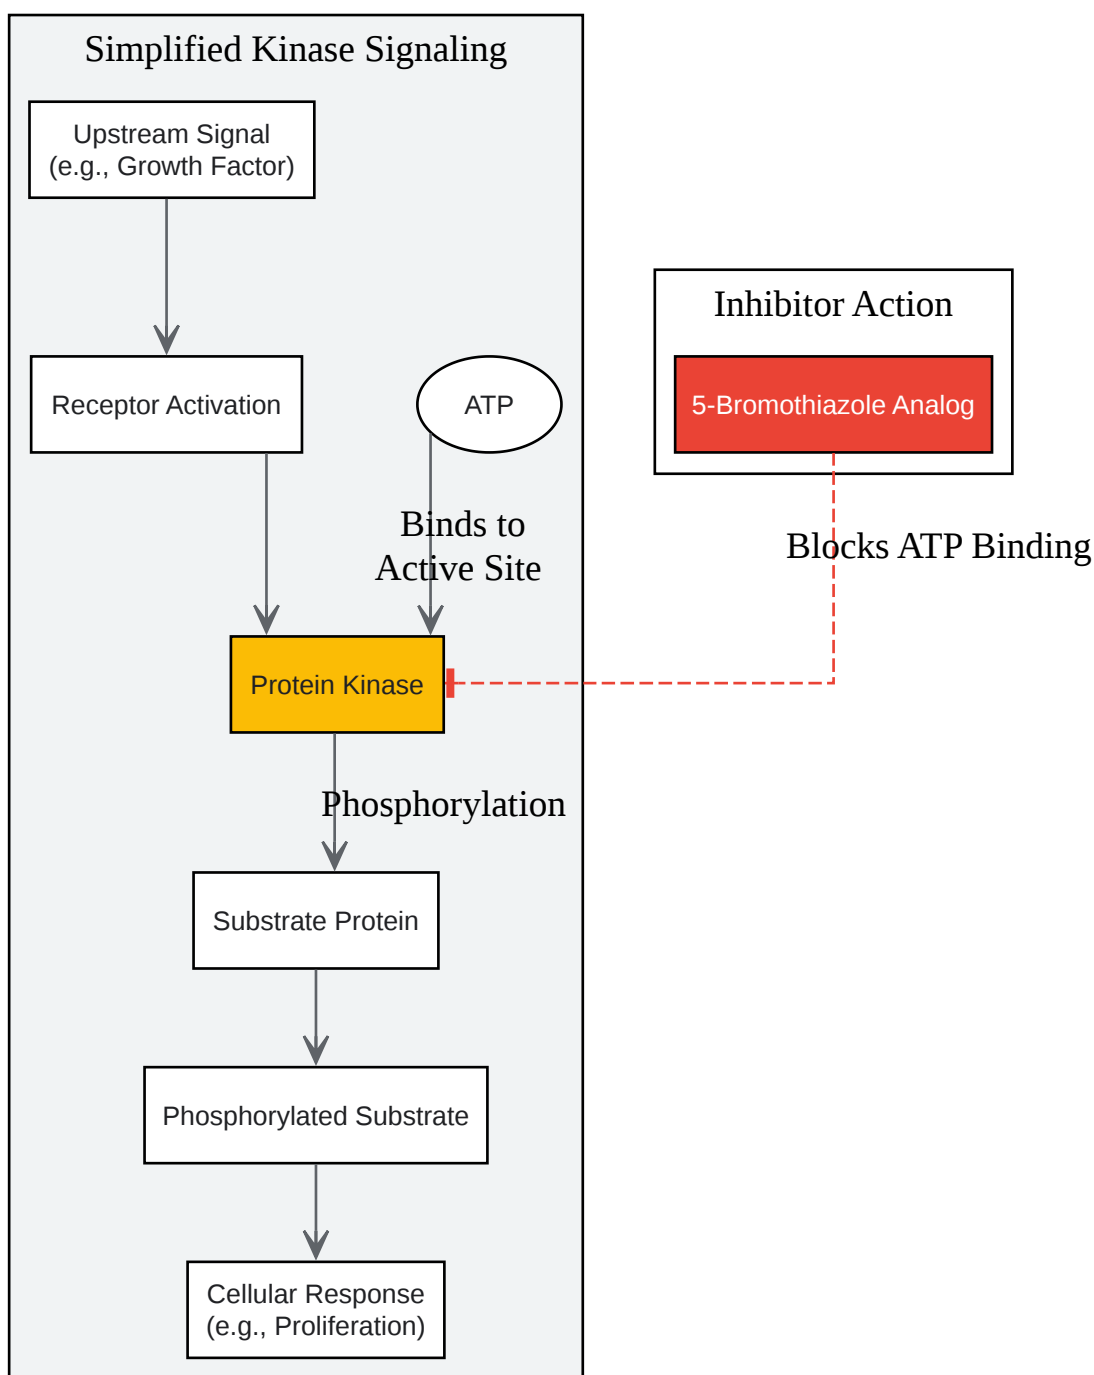 Simplified Kinase Signaling
Upstream Signal
(e.g., Growth Factor)
Inhibitor Action
Receptor Activation
ATP
5-Bromothiazole Analog
Binds to
Active Site
Blocks ATP Binding
Protein Kinase
Phosphorylation
Substrate Protein
Phosphorylated Substrate
Cellular Response
(e.g., Proliferation)